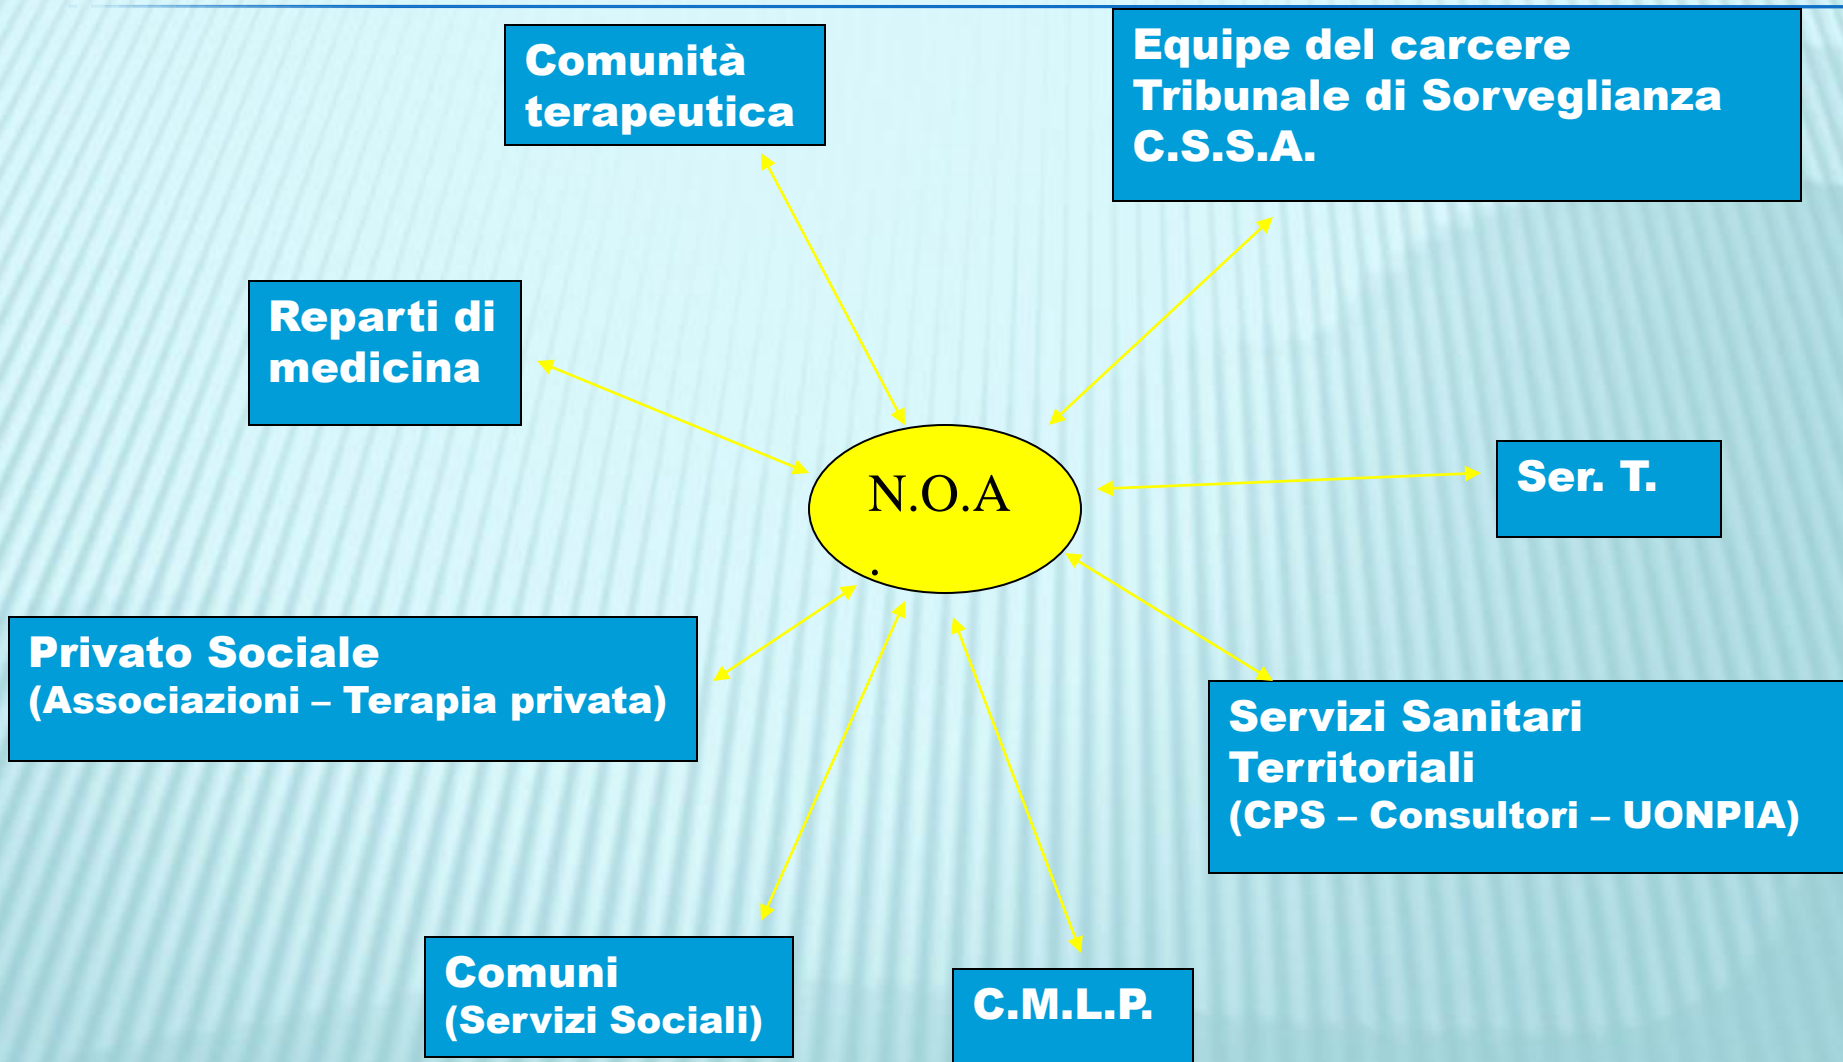 Comunità
terapeutica
Equipe del carcere
Tribunale di Sorveglianza
C.S.S.A.
Reparti di
medicina
N.O.A
.
Ser. T.
Privato Sociale
(Associazioni – Terapia privata)
Servizi Sanitari
Territoriali
(CPS – Consultori – UONPIA)
Comuni
(Servizi Sociali)
C.M.L.P.